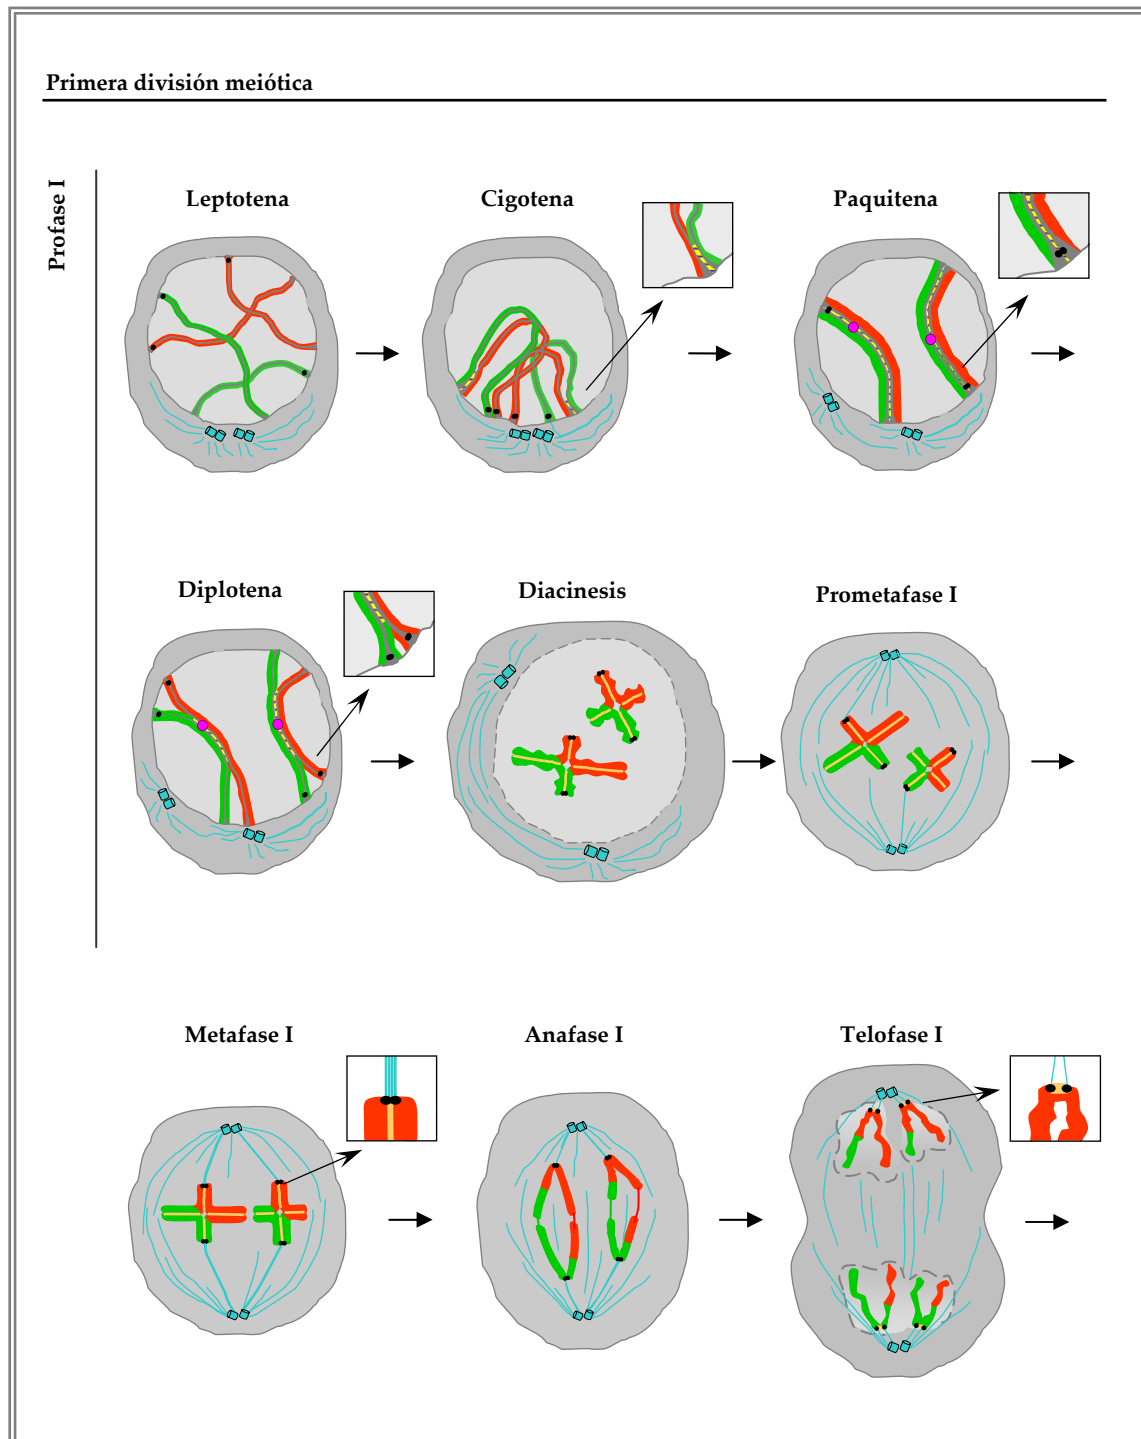 Primera división meiótica
Profase I
Leptotena
Cigotena
Paquitena
Diplotena
Diacinesis
Prometafase I
Metafase I
Anafase I
Telofase I